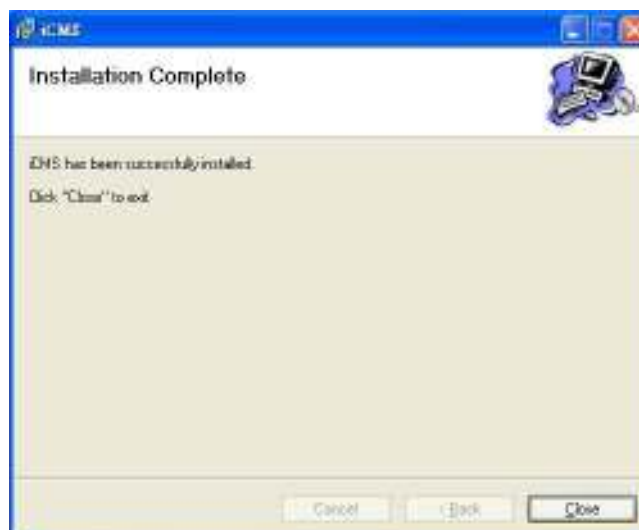 iCMS
Installation Complete
iCMS has been successfully installed.
Click "Close" to exit.
Cancel
< Back
Close